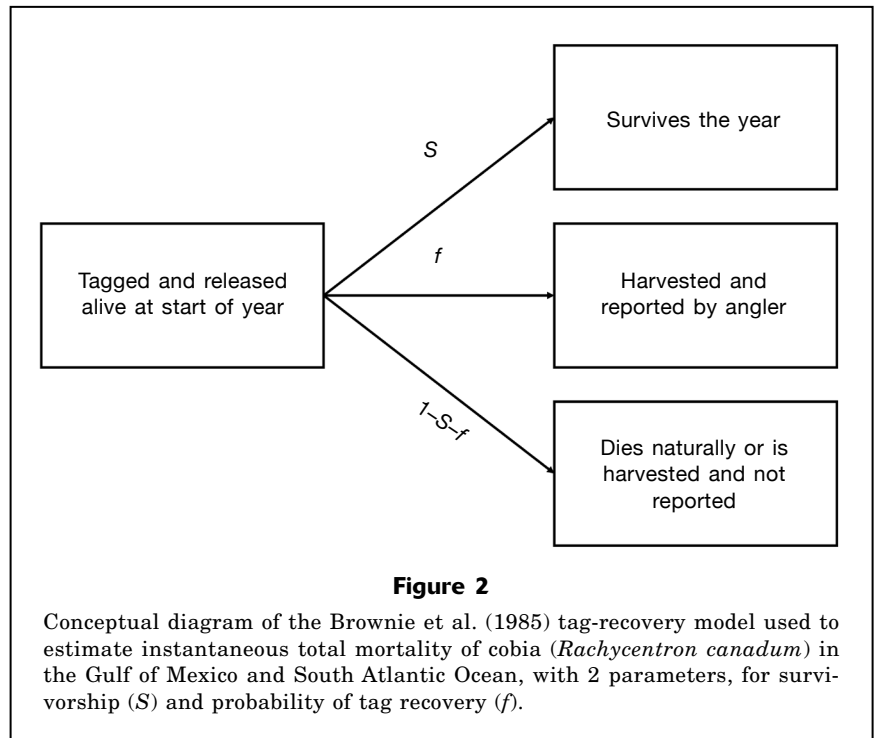 S
Survives the year
Tagged and released
alive at start of year
f
Harvested and
reported by angler
1–S–f
Dies naturally or is
harvested and not
reported
Figure 2
Conceptual diagram of the Brownie et al. (1985) tag-recovery model used to
estimate instantaneous total mortality of cobia (Rachycentron canadum) in
the Gulf of Mexico and South Atlantic Ocean, with 2 parameters, for survi-
vorship (S) and probability of tag recovery (f).